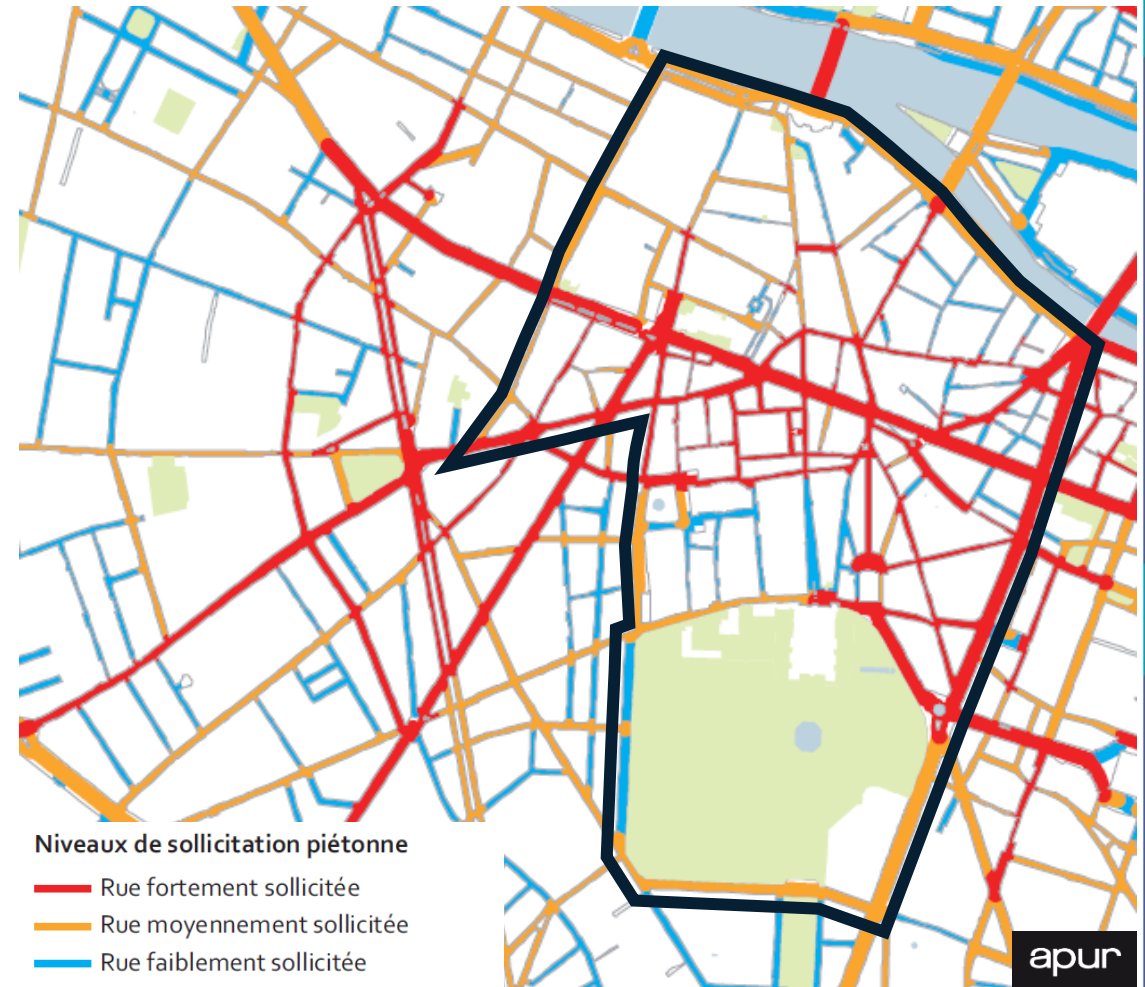 Niveaux de sollicitation piétonne
Rue fortement sollicitée
Rue moyennement sollicitée
Rue faiblement sollicitée
apur